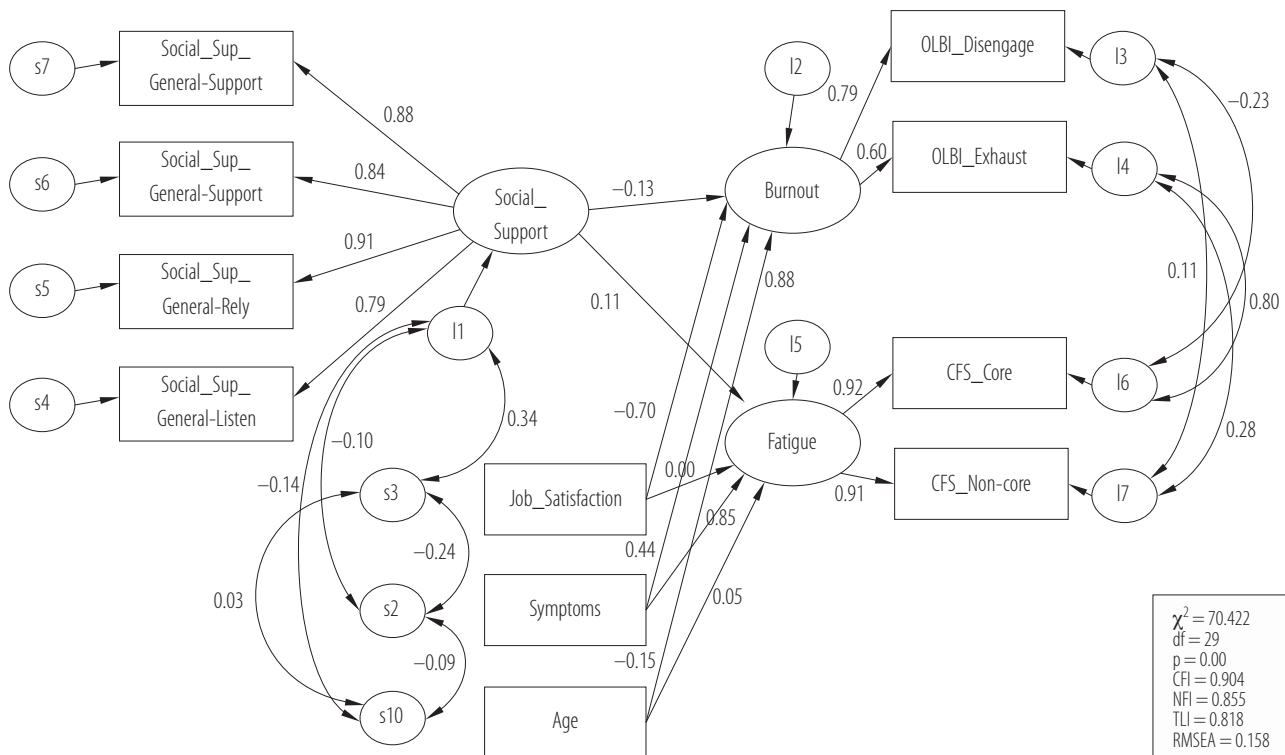 s7
Social_Sup_
General-Support
s6
Social_Sup_
General-Support
s5
Social_Sup_
General-Rely
s4
Social_Sup_
General-Listen
0.88
0.84
0.91
0.79
Social_
Support
l1
0.34
−0.10
−0.14
s3
−0.24
0.03
s2
−0.09
s10
−0.13
0.11
l2
Burnout
0.79
0.60
OLBI_Disengage
OLBI_Exhaust
l3
l4
−0.23
0.11
0.80
0.28
0.88
−0.70
0.00
0.85
0.44
0.05
−0.15
l5
Fatigue
0.92
0.91
CFS_Core
CFS_Non-core
l6
l7
Job_Satisfaction
Symptoms
Age
χ² = 70.422
df = 29
p = 0.00
CFI = 0.904
NFI = 0.855
TLI = 0.818
RMSEA = 0.158